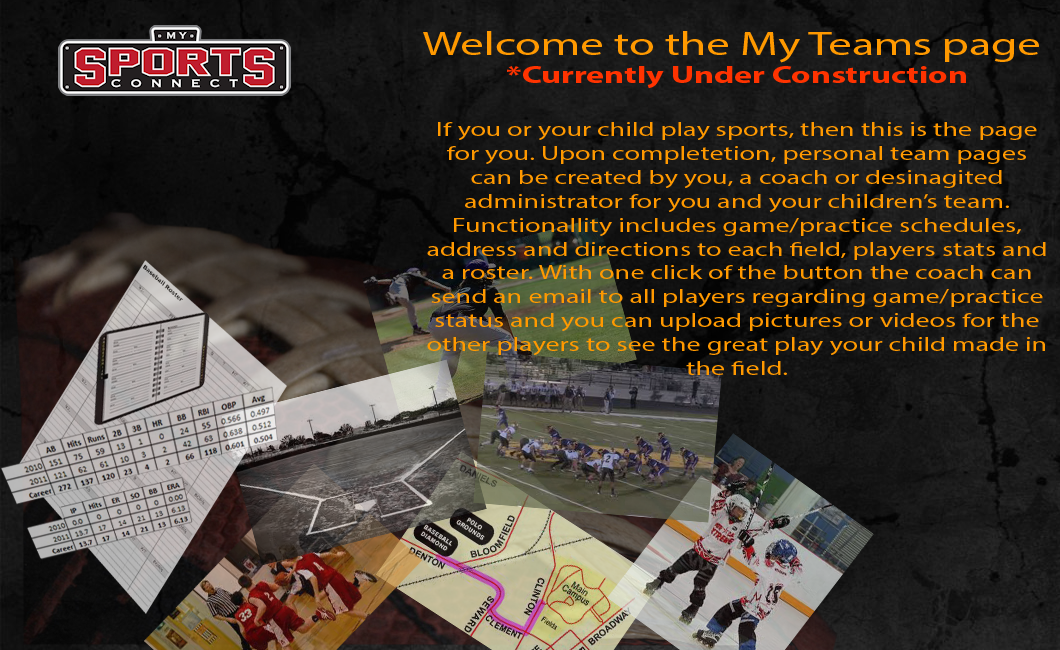 MY
SPORTS
CONNECT
Welcome to the My Teams page
*Currently Under Construction
If you or your child play sports, then this is the page
for you. Upon completetion, personal team pages
can be created by you, a coach or desinagited
administrator for you and your children's team.
Functionallity includes game/practice schedules,
address and directions to each field, players stats and
a roster. With one click of the button the coach can
send an email to all players regarding game/practice
status and you can upload pictures or videos for the
other players to see the great play your child made in
the field.
Baseball Roster
AB Hits Runs 2B 3B HR BB RBI OBP Avg
2010 151 75 59 13 1 0 24 55 0.566 0.497
2011 121 62 61 10 3 2 42 63 0.638 0.512
Career 272 137 120 23 4 2 66 118 0.601 0.504
IP Hits ER SO BB ERA
2010 0.0 0 0 0 0 0.00
2011 13.7 17 14 21 13 6.13
Career 13.7 17 14 21 13 6.13
DANIELS
POLO
GROUNDS
BASEBALL
DIAMOND
BLOOMFIELD
DENTON
CLINTON
Main
Campus
SEWARD
CLEMENT
Fields
BROADWAY
33
2